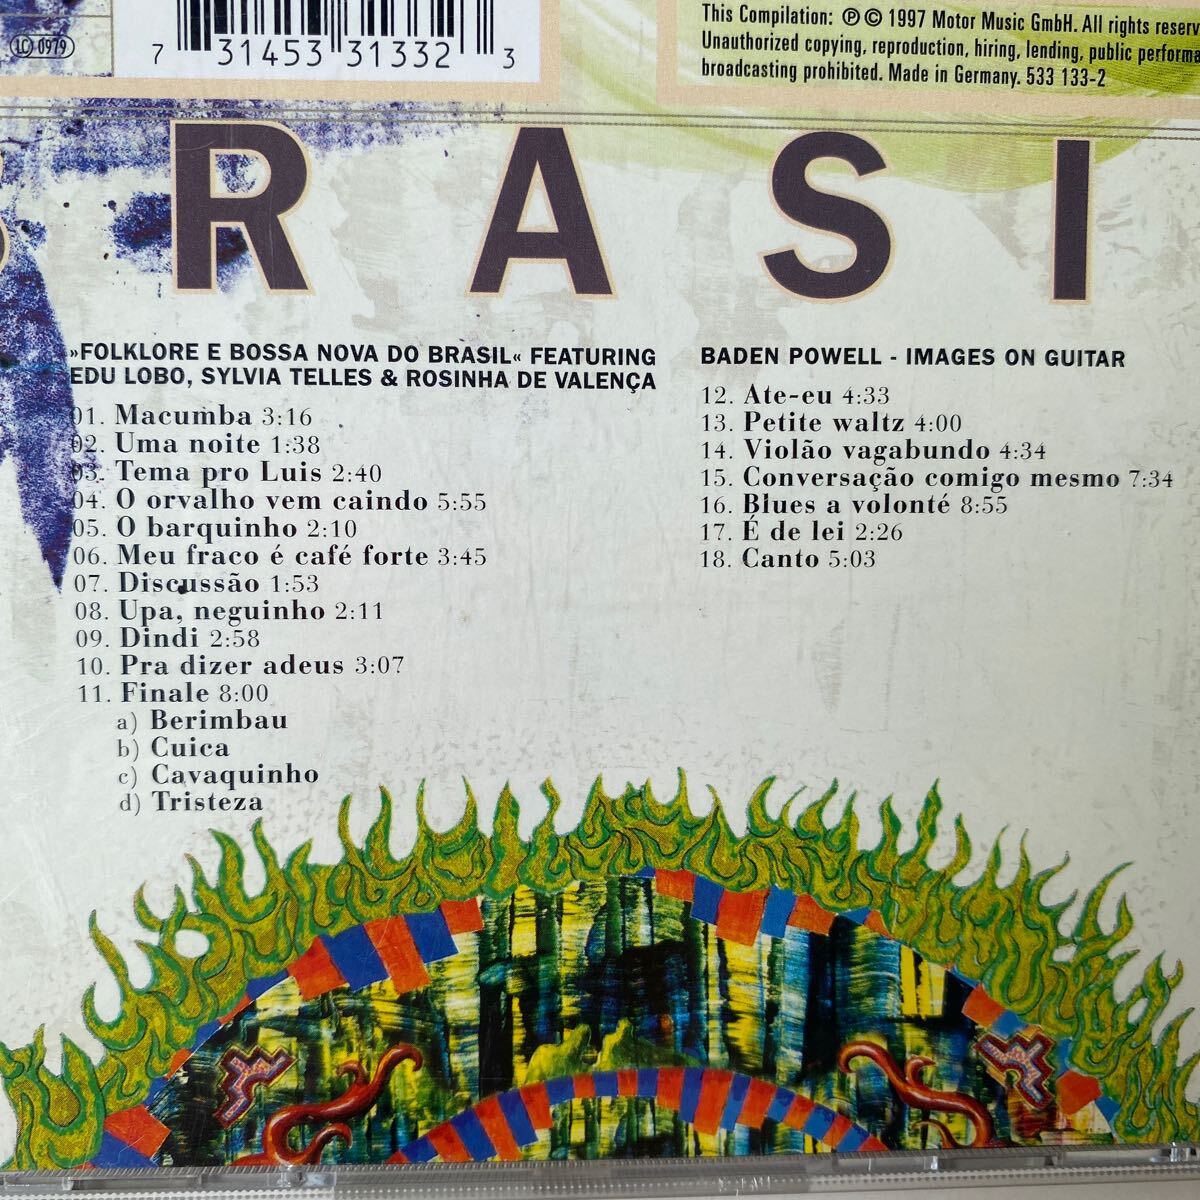 LC 0979
7 31453 31332 3
This Compilation: ℗ © 1997 Motor Music GmbH. All rights
Unauthorized copying, reproduction, hiring, lending, public
broadcasting prohibited. Made in Germany. 533 133-2
BRASI
»FOLKLORE E BOSSA NOVA DO BRASIL« FEATURING
EDU LOBO, SYLVIA TELLES & ROSINHA DE VALENÇA
01. Macumba 3:16
02. Uma noite 1:38
03. Tema pro Luis 2:40
04. O orvalho vem caindo 5:55
05. O barquinho 2:10
06. Meu fraco é café forte 3:45
07. Discussão 1:53
08. Upa, neguinho 2:11
09. Dindi 2:58
10. Pra dizer adeus 3:07
11. Finale 8:00
a) Berimbau
b) Cuica
c) Cavaquinho
d) Tristeza
BADEN POWELL - IMAGES ON GUITAR
12. Ate-eu 4:33
13. Petite waltz 4:00
14. Violão vagabundo 4:34
15. Conversação comigo mesmo 7:34
16. Blues a volonté 8:55
17. É de lei 2:26
18. Canto 5:03